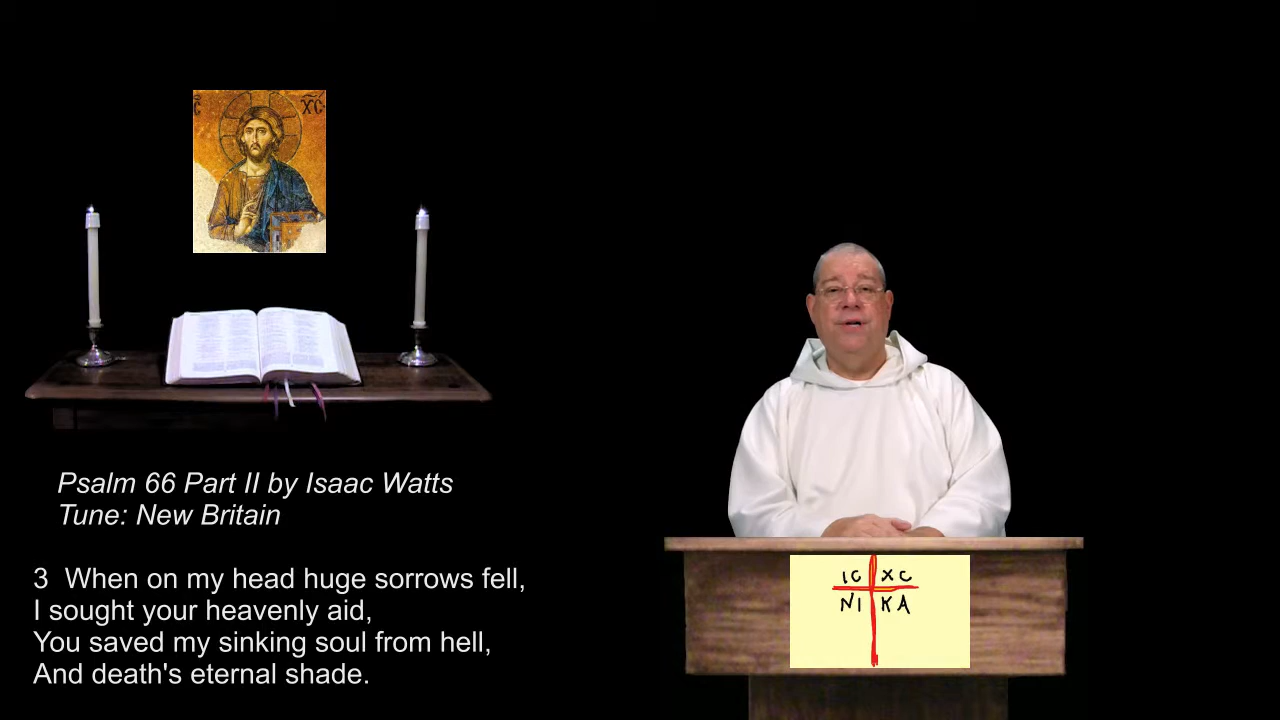 C XC
Psalm 66 Part II by Isaac Watts
Tune: New Britain
3 When on my head huge sorrows fell,
I sought your heavenly aid,
You saved my sinking soul from hell,
And death's eternal shade.
IC XC
NI KA